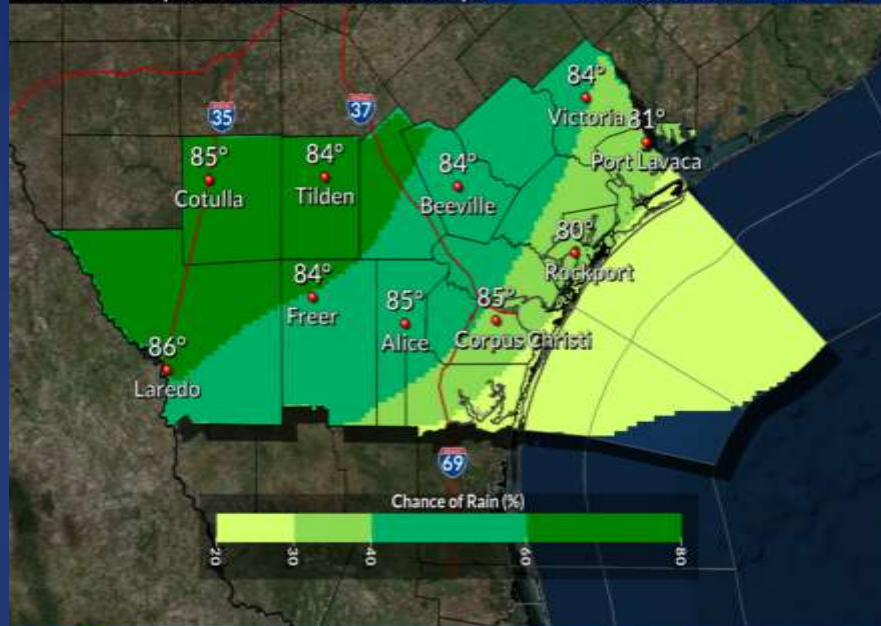 84°
Victoria
81°
Port Lavaca
35
37
85°
Cotulla
84°
Tilden
84°
Beeville
80°
Rockport
84°
Freer
85°
Alice
85°
Corpus Christi
86°
Laredo
69
Chance of Rain (%)
20 30 40 60 80